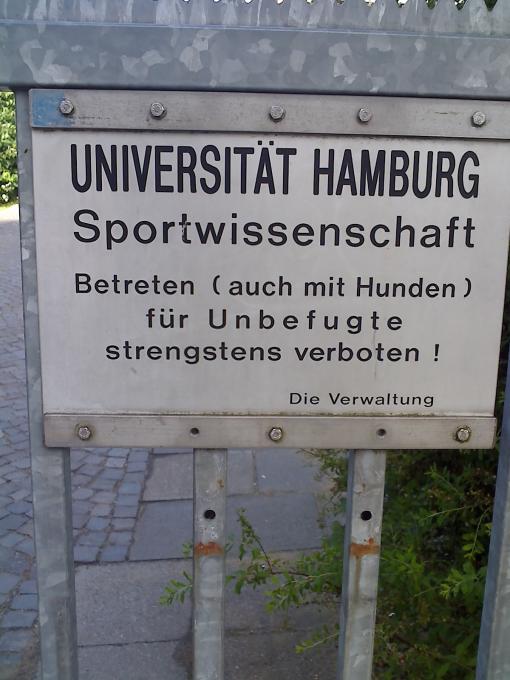 UNIVERSITÄT HAMBURG
Sportwissenschaft
Betreten (auch mit Hunden)
für Unbefugte
strengstens verboten !
Die Verwaltung